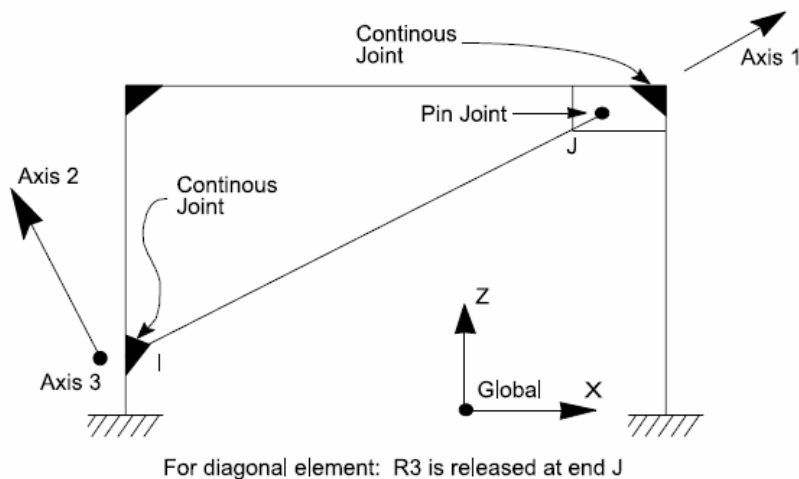 Continous
Joint
Axis 1
Pin Joint
J
Axis 2
Continous
Joint
Z
I
Axis 3
Global
X
For diagonal element: R3 is released at end J